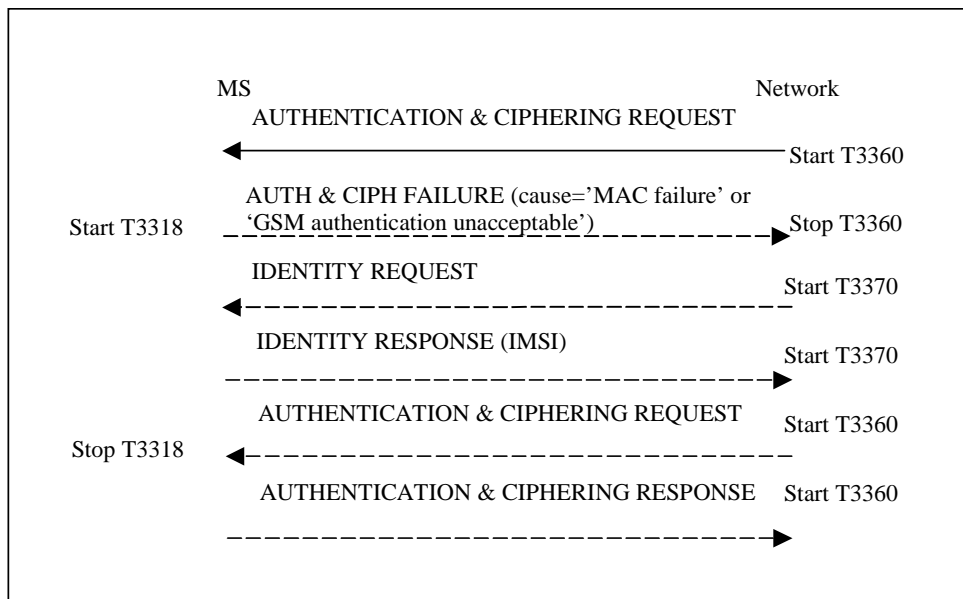 MS Network
AUTHENTICATION & CIPHERING REQUEST
Start T3360
AUTH & CIPH FAILURE (cause='MAC failure' or
Start T3318 ‘GSM authentication unacceptable’) Stop T3360
IDENTITY REQUEST
Start T3370
IDENTITY RESPONSE (IMSI)
Start T3370
AUTHENTICATION & CIPHERING REQUEST
Start T3360
Stop T3318
AUTHENTICATION & CIPHERING RESPONSE Start T3360